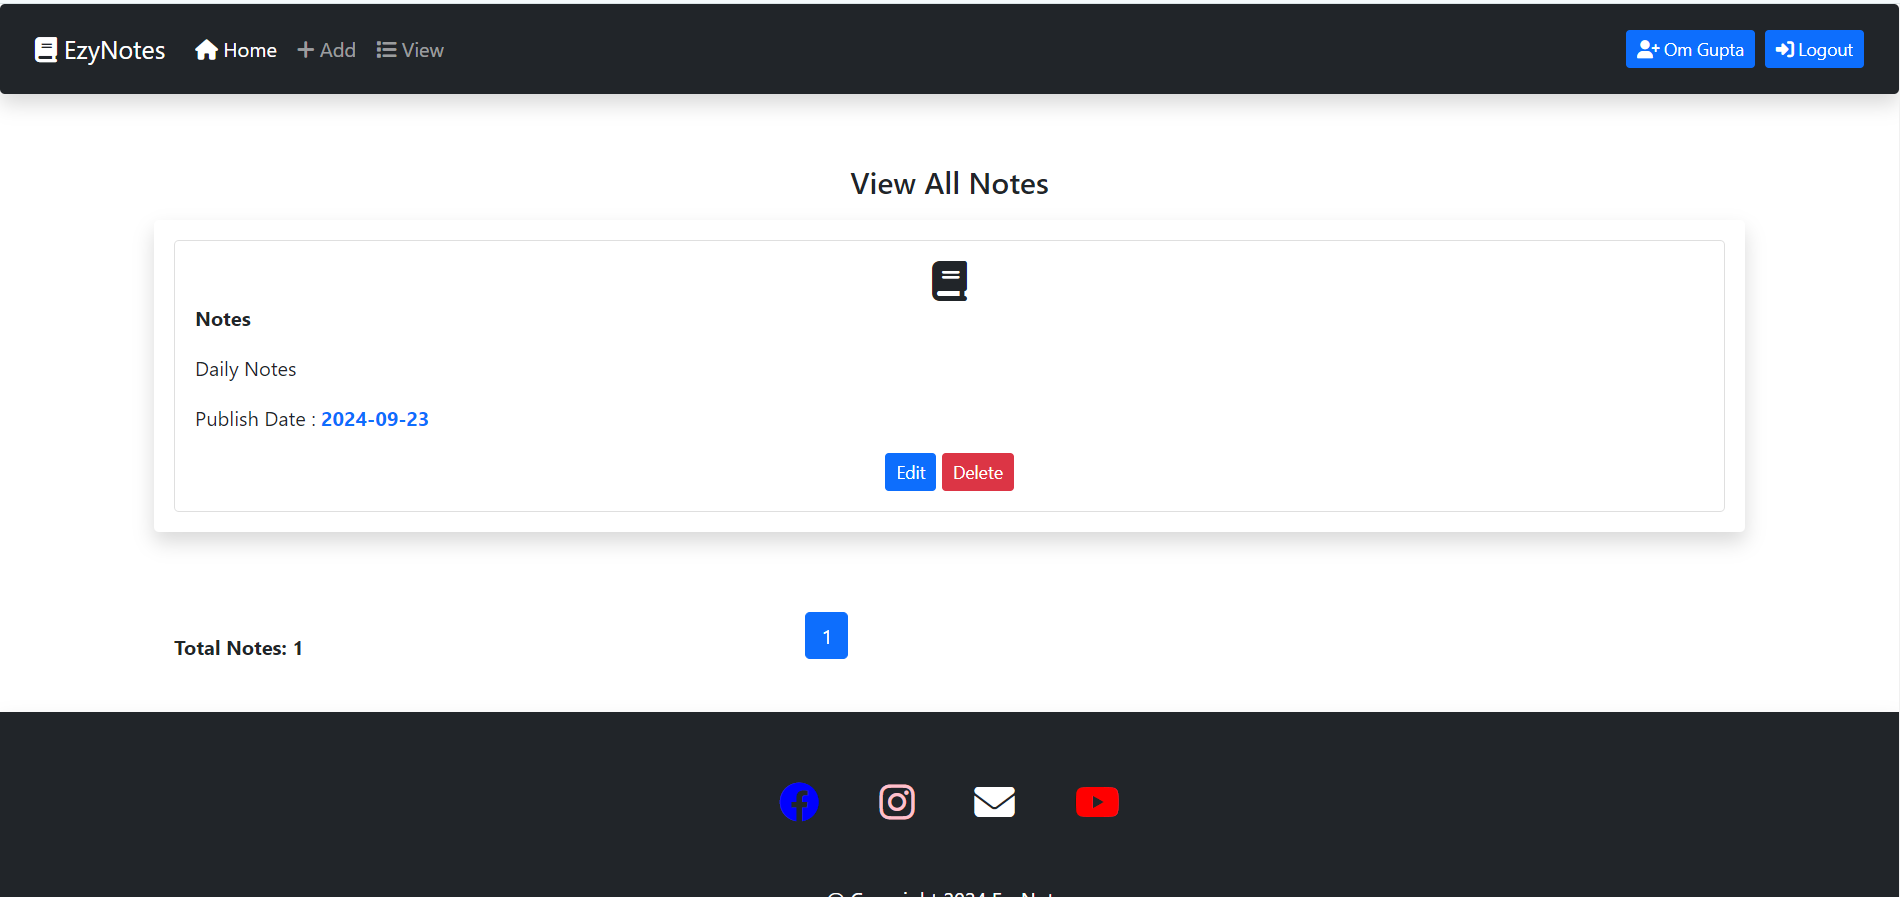 EzyNotes Home Add View Om Gupta Logout
View All Notes
Notes
Daily Notes
Publish Date : 2024-09-23
Edit Delete
Total Notes: 1
1